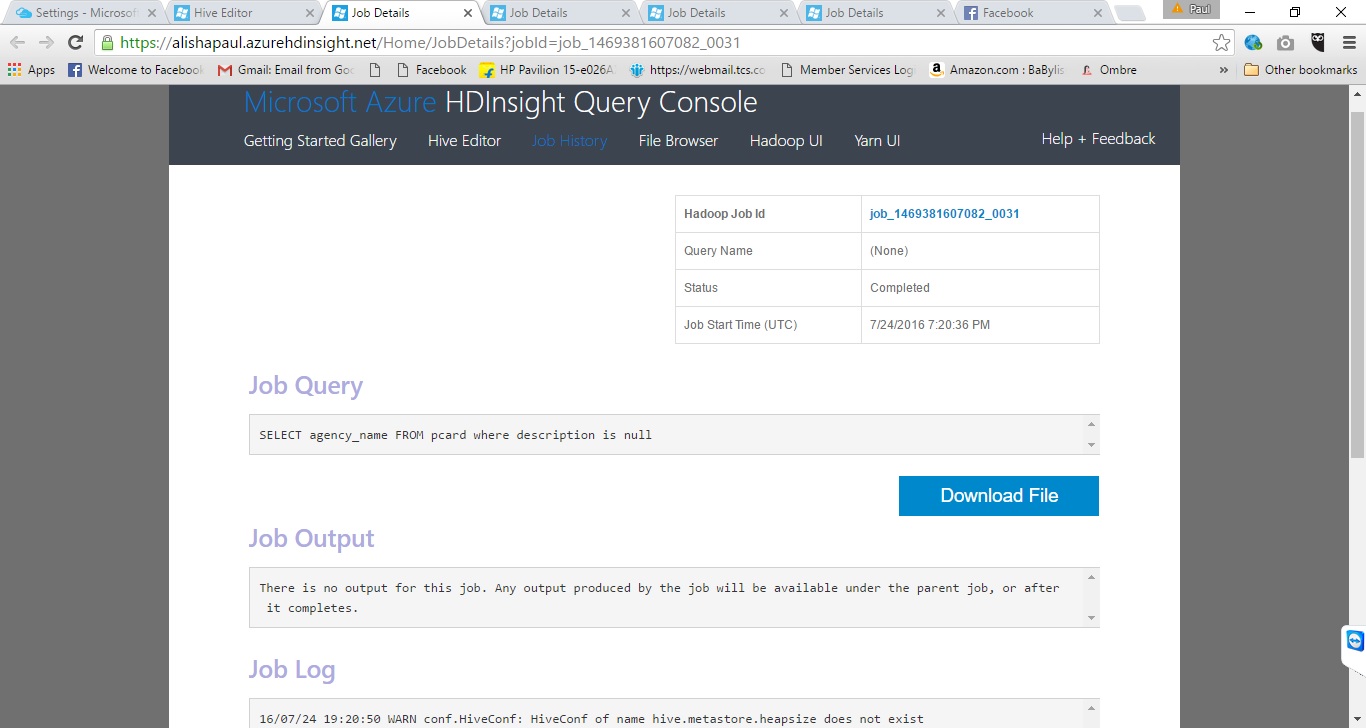 Settings - Microsof
Hive Editor
Job Details
Job Details
Job Details
Job Details
Facebook
Paul
https://alishapaul.azurehdinsight.net/Home/JobDetails?jobId=job_1469381607082_0031
Apps
Welcome to Facebook
Gmail: Email from Goo
Facebook
HP Pavilion 15-e026A
https://webmail.tcs.co
Member Services Log
Amazon.com : BaBylis
Ombre
»
Other bookmarks
Microsoft Azure HDInsight Query Console
Getting Started Gallery
Hive Editor
Job History
File Browser
Hadoop UI
Yarn UI
Help + Feedback
Hadoop Job Id job_1469381607082_0031
Query Name (None)
Status Completed
Job Start Time (UTC) 7/24/2016 7:20:36 PM
Job Query
SELECT agency_name FROM pcard where description is null
Download File
Job Output
There is no output for this job. Any output produced by the job will be available under the parent job, or after
it completes.
Job Log
16/07/24 19:20:50 WARN conf.HiveConf: HiveConf of name hive.metastore.heapsize does not exist